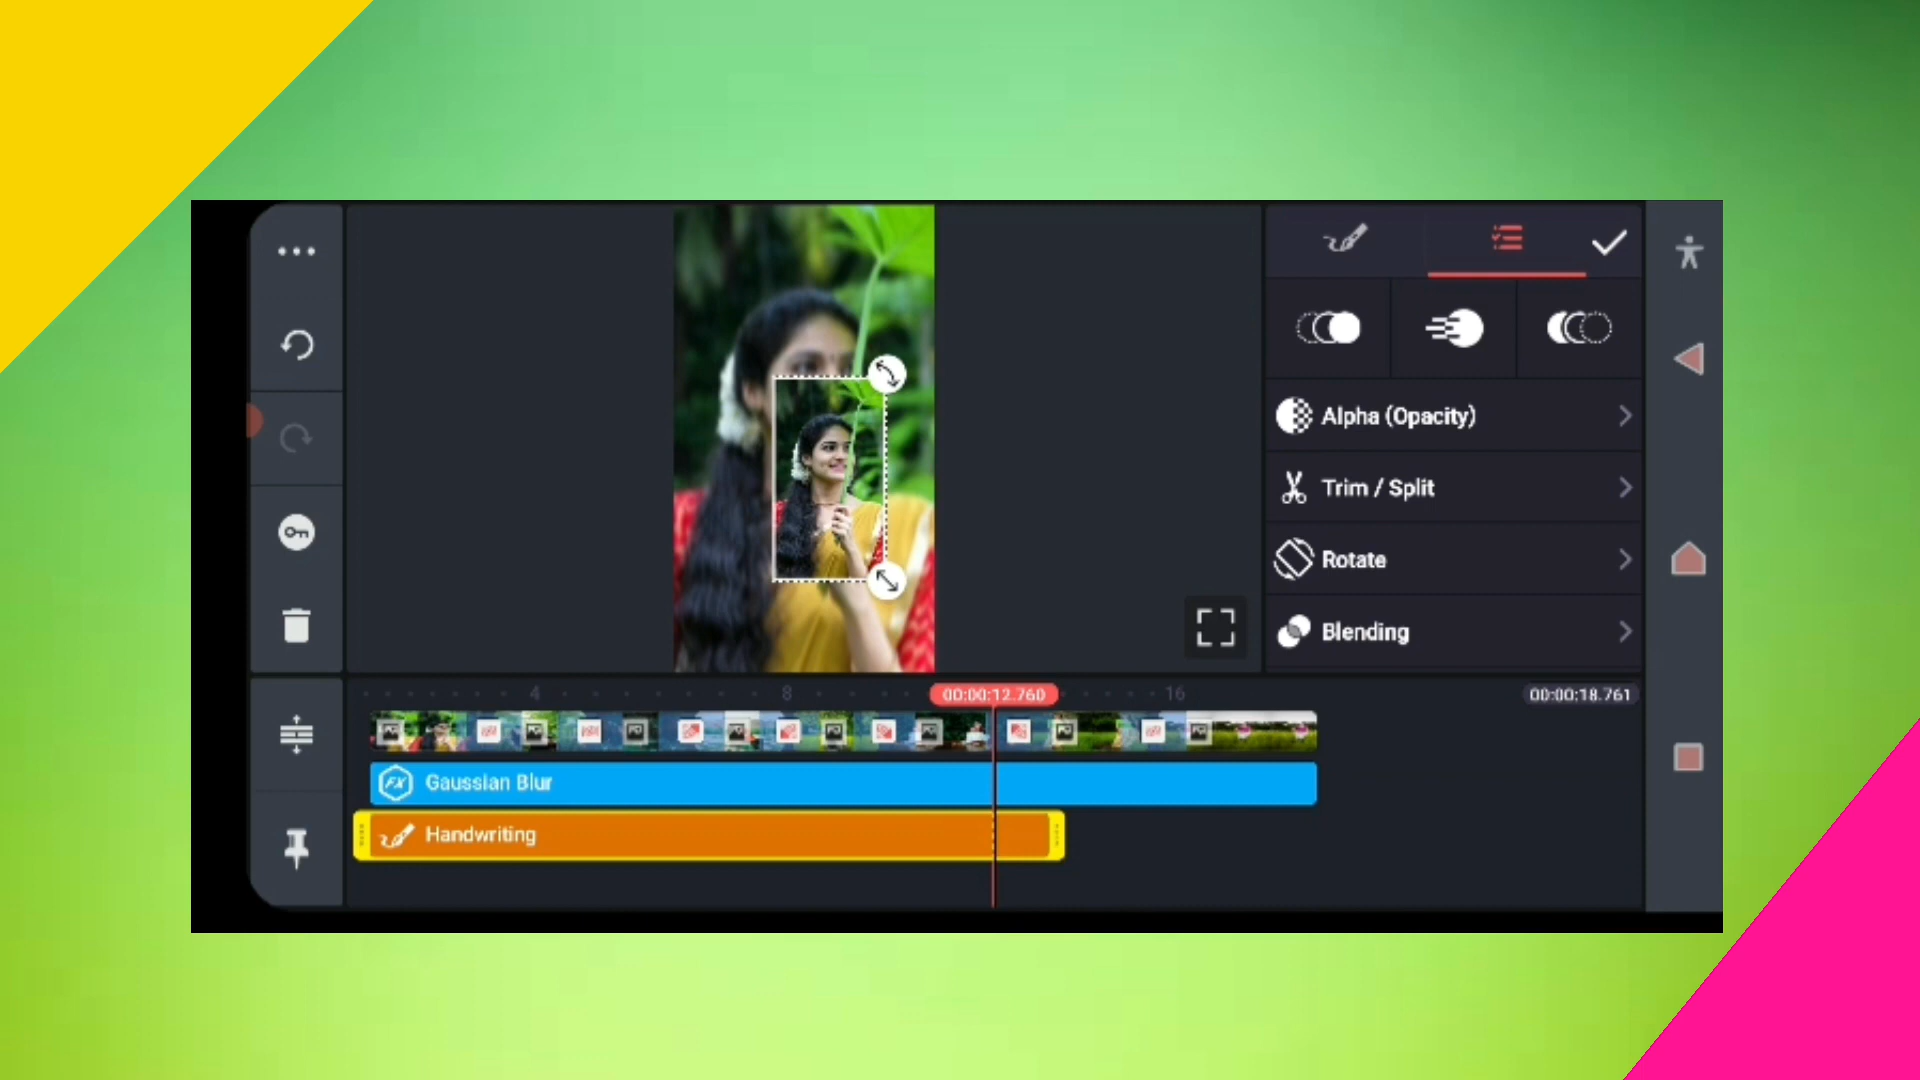 Alpha (Opacity)
Trim / Split
Rotate
Blending
4
8
00:00:12.760
16
00:00:18.761
FX Gaussian Blur
Handwriting